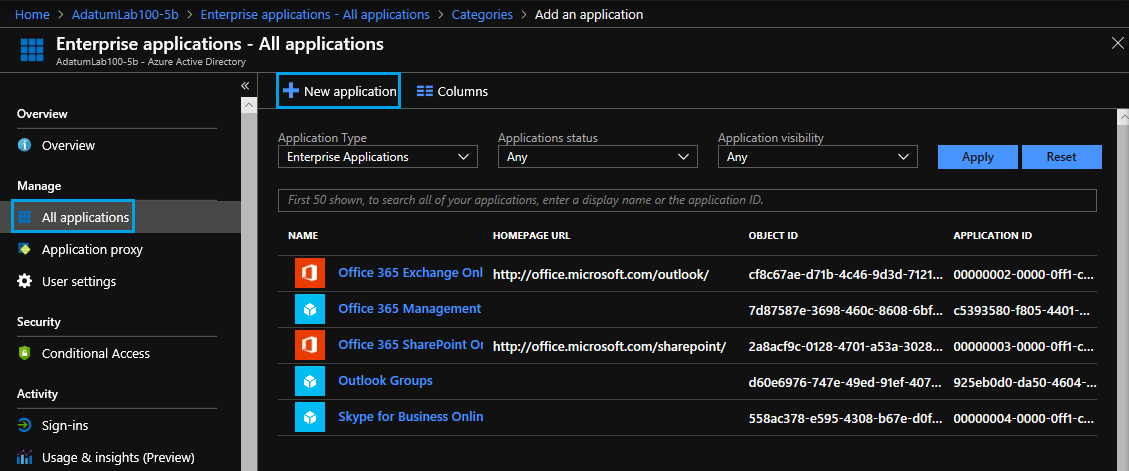 Home > AdatumLab100-5b > Enterprise applications - All applications > Categories > Add an application
Enterprise applications - All applications
AdatumLab100-5b - Azure Active Directory
Overview
Overview
Manage
All applications
Application proxy
User settings
Security
Conditional Access
Activity
Sign-ins
Usage & insights (Preview)
New application Columns
Application Type Applications status Application visibility
Enterprise Applications Any Any Apply Reset
First 50 shown, to search all of your applications, enter a display name or the application ID.
NAME HOMEPAGE URL OBJECT ID APPLICATION ID
Office 365 Exchange Onl http://office.microsoft.com/outlook/ cf8c67ae-d71b-4c46-9d3d-7121... 00000002-0000-0ff1-c...
Office 365 Management 7d87587e-3698-460c-8608-6bf... c5393580-f805-4401-...
Office 365 SharePoint Or http://office.microsoft.com/sharepoint/ 2a8acf9c-0128-4701-a53a-3028... 00000003-0000-0ff1-c...
Outlook Groups d60e6976-747e-49ed-91ef-407... 925eb0d0-da50-4604-...
Skype for Business Onlin 558ac378-e595-4308-b67e-d0f... 00000004-0000-0ff1-c...